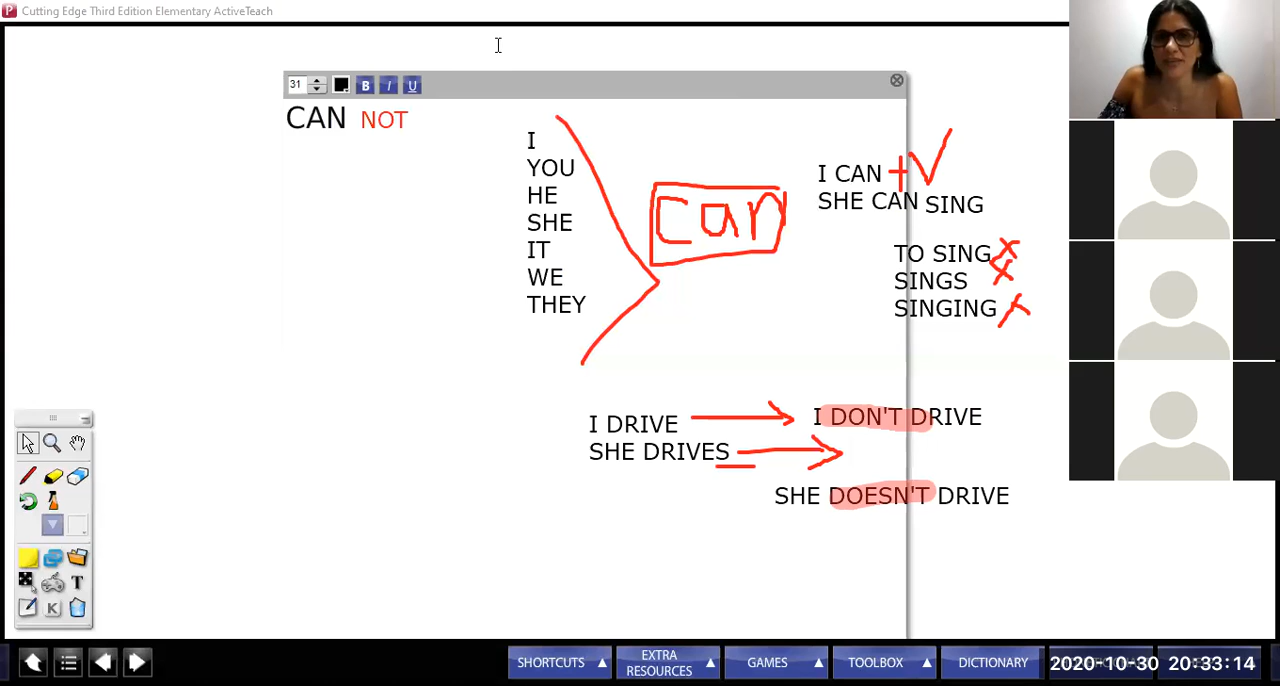 Cutting Edge Third Edition Elementary ActiveTeach
31 B I U
CAN NOT
I
YOU
HE
SHE
IT
WE
THEY
can
I CAN +
SHE CAN SING
TO SING X
SINGS X
SINGING
I DRIVE
SHE DRIVES
I DON'T DRIVE
SHE DOESN'T DRIVE
T
K
SHORTCUTS
EXTRA
RESOURCES
GAMES
TOOLBOX
DICTIONARY
2020-10-30 20:33:14